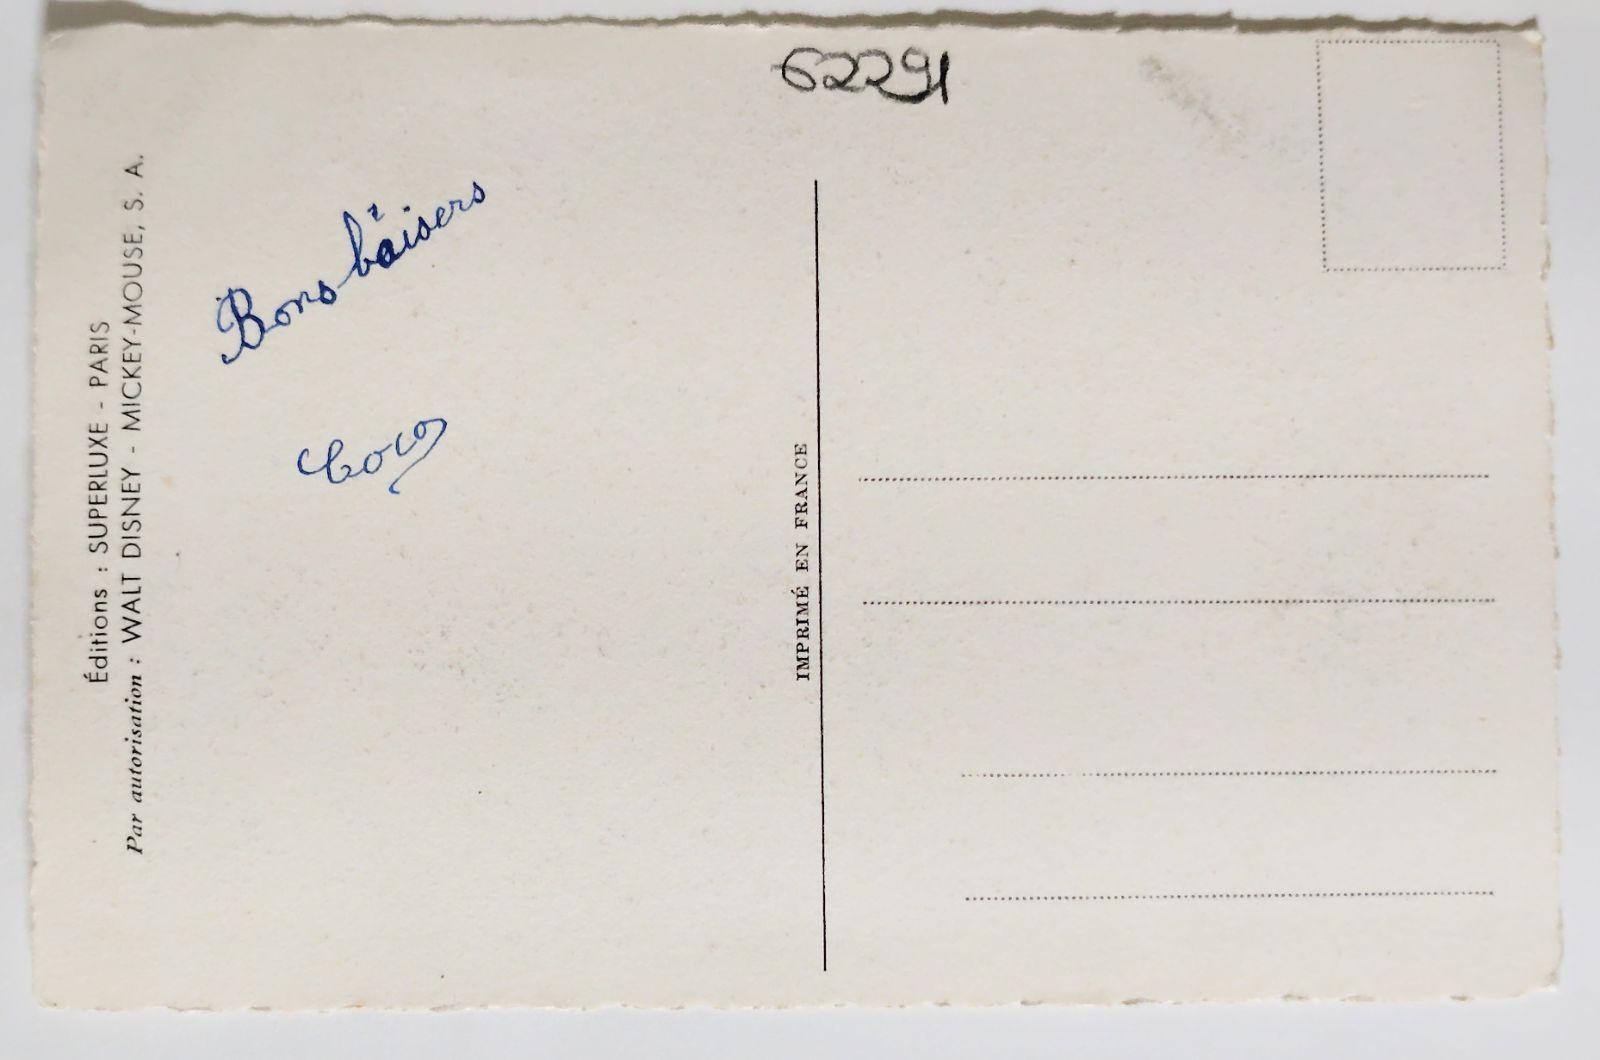 62291
Éditions : SUPERLUXE - PARIS
Par autorisation : WALT DISNEY - MICKEY-MOUSE, S. A.
Bons baisers
Coco
IMPRIMÉ EN FRANCE